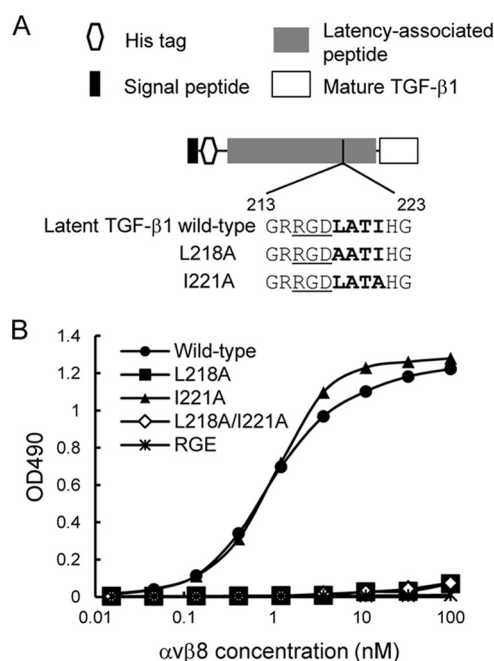 A
His tag
Latency-associated
peptide
Signal peptide
Mature TGF-β1
213 223
Latent TGF-β1 wild-type GRRGDLATIHG
L218A GRRGDAATIHG
I221A GRRGDLATAHG
B
Wild-type
L218A
I221A
L218A/I221A
RGE
OD490
1.4
1.2
1
0.8
0.6
0.4
0.2
0
0.01 0.1 1 10 100
αvβ8 concentration (nM)